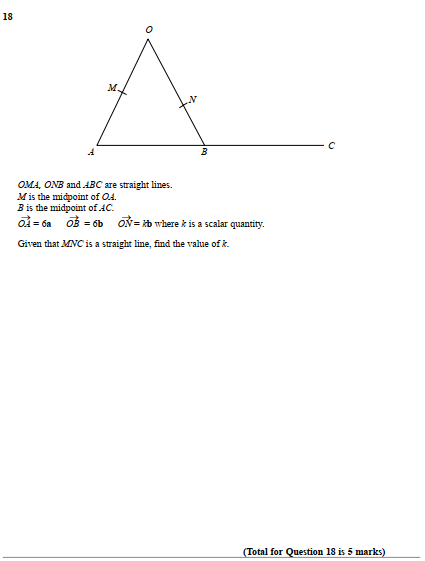 18
O
M
N
A
B
C
OMA, ONB and ABC are straight lines.
M is the midpoint of OA.
B is the midpoint of AC.
→OA = 6a →OB = 6b →ON = kb where k is a scalar quantity.
Given that MNC is a straight line, find the value of k.
(Total for Question 18 is 5 marks)